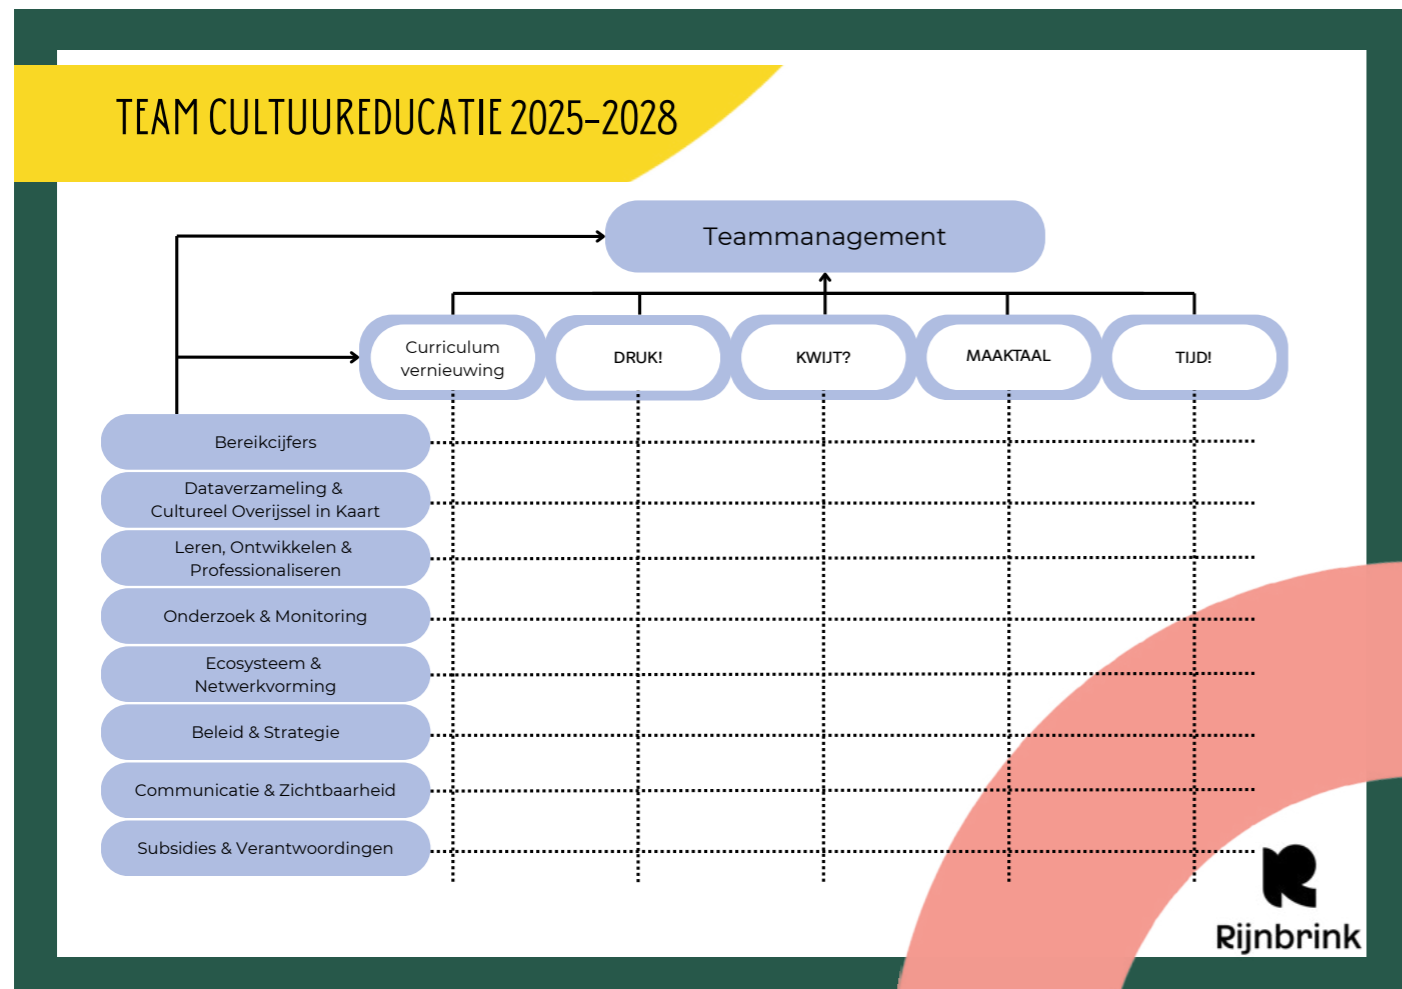 TEAM CULTUUREDUCATIE 2025-2028
Teammanagement
Curriculum
vernieuwing
DRUK!
KWIJT?
MAAKTAAL
TIJD!
Bereikcijfers
Dataverzameling &
Cultureel Overijssel in Kaart
Leren, Ontwikkelen &
Professionaliseren
Onderzoek & Monitoring
Ecosysteem &
Netwerkvorming
Beleid & Strategie
Communicatie & Zichtbaarheid
Subsidies & Verantwoordingen
Rijnbrink